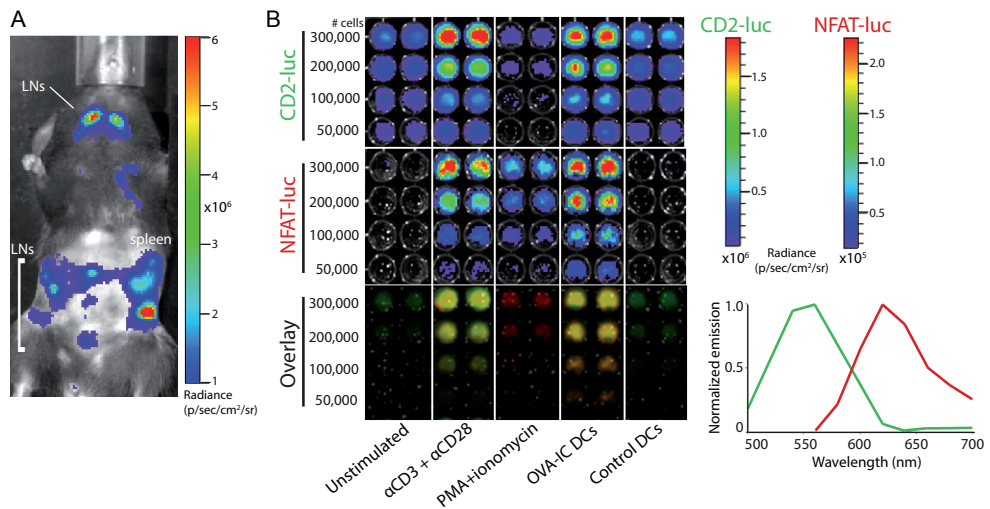 A
LNs
LNs
spleen
6
5
x10⁶
4
3
2
1
Radiance
(p/sec/cm²/sr)
B
# cells
CD2-luc
300,000
200,000
100,000
50,000
NFAT-luc
300,000
200,000
100,000
50,000
Overlay
300,000
200,000
100,000
50,000
Unstimulated
αCD3 + αCD28
PMA+ionomycin
OVA-IC DCs
Control DCs
CD2-luc
NFAT-luc
1.5
1.0
0.5
2.0
1.5
1.0
0.5
x10⁶
Radiance
(p/sec/cm²/sr)
x10⁵
Normalized emission
1.0
0.5
0
500
550
600
650
700
Wavelength (nm)